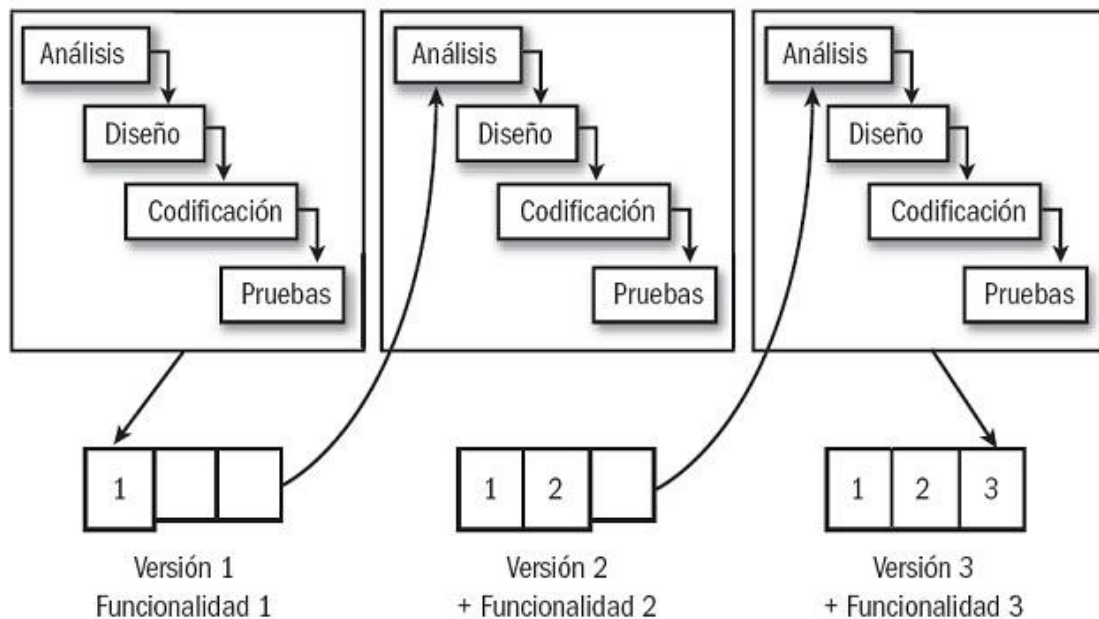 Análisis
Diseño
Codificación
Pruebas
Análisis
Diseño
Codificación
Pruebas
Análisis
Diseño
Codificación
Pruebas
1
1 2
1 2 3
Versión 1
Funcionalidad 1
Versión 2
+ Funcionalidad 2
Versión 3
+ Funcionalidad 3